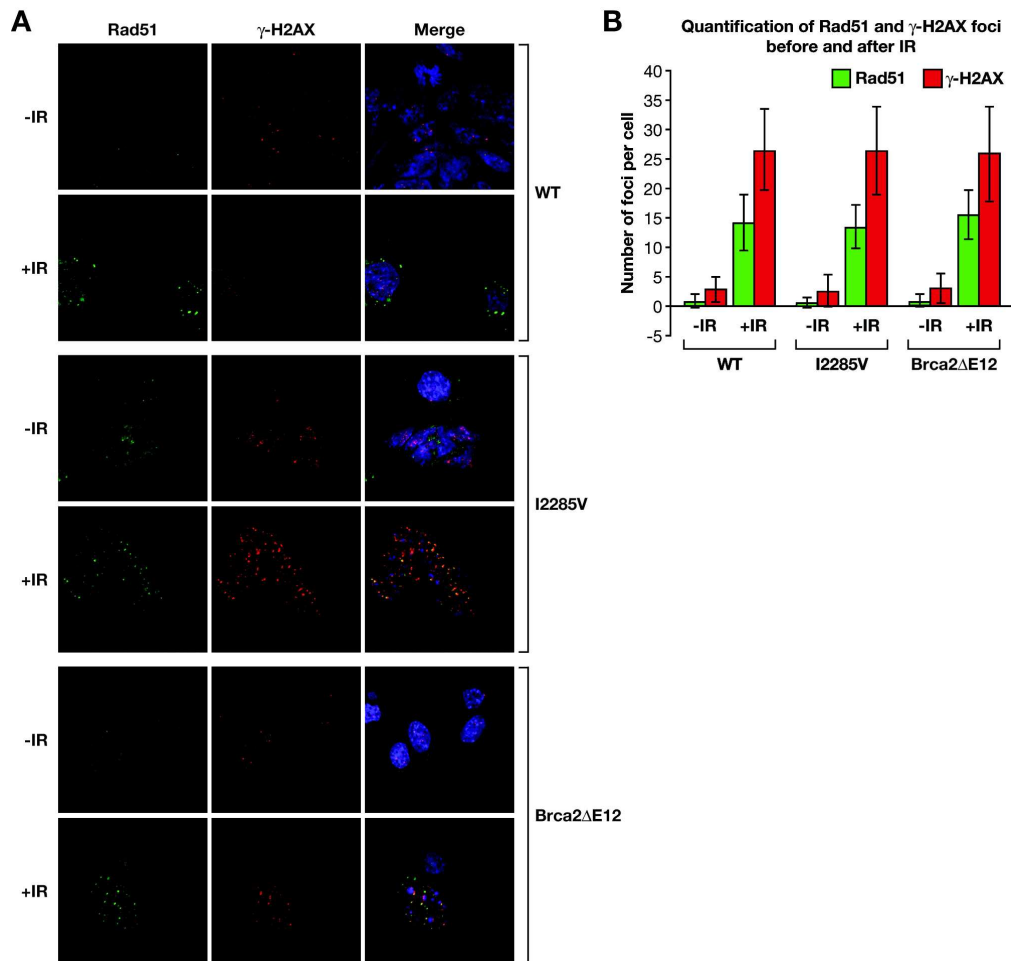 A
Rad51 γ-H2AX Merge
-IR
+IR
WT
-IR
+IR
I2285V
-IR
+IR
Brca2ΔE12
B
Quantification of Rad51 and γ-H2AX foci
before and after IR
Rad51 γ-H2AX
Number of foci per cell
40
35
30
25
20
15
10
5
0
-5
-IR +IR -IR +IR -IR +IR
WT I2285V Brca2ΔE12